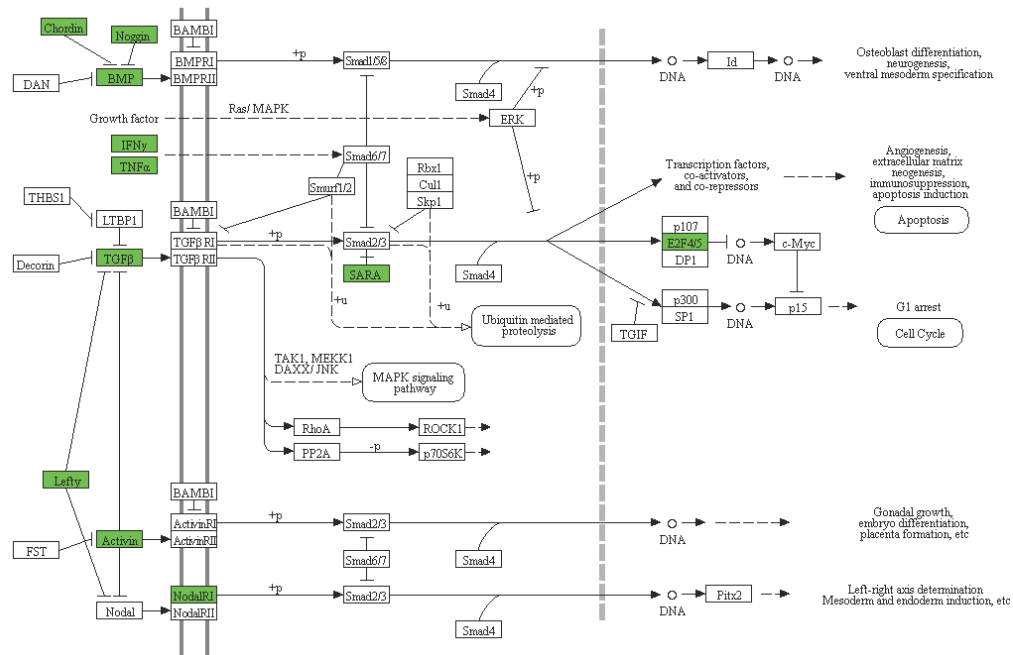 Chordin
Noggin
BAMBI
DAN
BMP
BMPRI
BMPRII
+p
Smad1/5/8
Smad4
DNA
Id
DNA
Osteoblast differentiation,
neurogenesis,
ventral mesoderm specification
Growth factor
Ras/ MAPK
ERK
+p
+p
IFNγ
TNFα
Smad6/7
Smurf1/2
Rbx1
Cul1
Skp1
Transcription factors,
co-activators,
and co-repressors
Angiogenesis,
extracellular matrix
neogenesis,
immunosuppression,
apoptosis induction
Apoptosis
THBS1
LTBP1
BAMBI
Decorin
TGFβ
TGFβ RI
TGFβ RII
+p
Smad2/3
SARA
Smad4
p107
E2F4/5
DP1
DNA
c-Myc
+u
+u
Ubiquitin mediated
proteolysis
TGIF
p300
SP1
DNA
p15
G1 arrest
Cell Cycle
TAK1, MEKK1
DAXX/ JNK
MAPK signaling
pathway
RhoA
ROCK1
PP2A
-p
p70S6K
Lefty
BAMBI
FST
Activin
ActivinRI
ActivinRII
+p
Smad2/3
Smad4
DNA
Gonadal growth,
embryo differentiation,
placenta formation, etc
Smad6/7
Nodal
NodalRI
NodalRII
+p
Smad2/3
Smad4
DNA
Pitx2
Left-right axis determination
Mesoderm and endoderm induction, etc